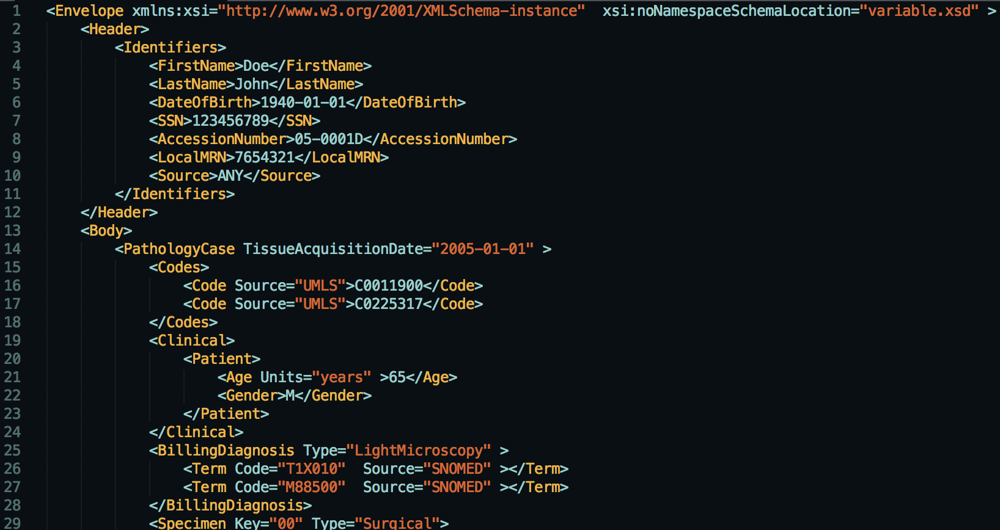 1 <Envelope xmlns:xsi="http://www.w3.org/2001/XMLSchema-instance"  xsi:noNamespaceSchemaLocation="variable.xsd" >
2 <Header>
3 <Identifiers>
4 <FirstName>Doe</FirstName>
5 <LastName>John</LastName>
6 <DateOfBirth>1940-01-01</DateOfBirth>
7 <SSN>123456789</SSN>
8 <AccessionNumber>05-0001D</AccessionNumber>
9 <LocalMRN>7654321</LocalMRN>
10 <Source>ANY</Source>
11 </Identifiers>
12 </Header>
13 <Body>
14 <PathologyCase TissueAcquisitionDate="2005-01-01" >
15 <Codes>
16 <Code Source="UMLS">C0011900</Code>
17 <Code Source="UMLS">C0225317</Code>
18 </Codes>
19 <Clinical>
20 <Patient>
21 <Age Units="years" >65</Age>
22 <Gender>M</Gender>
23 </Patient>
24 </Clinical>
25 <BillingDiagnosis Type="LightMicroscopy" >
26 <Term Code="T1X010"  Source="SNOMED" ></Term>
27 <Term Code="M88500"  Source="SNOMED" ></Term>
28 </BillingDiagnosis>
29 <Specimen Key="00" Type="Surgical">